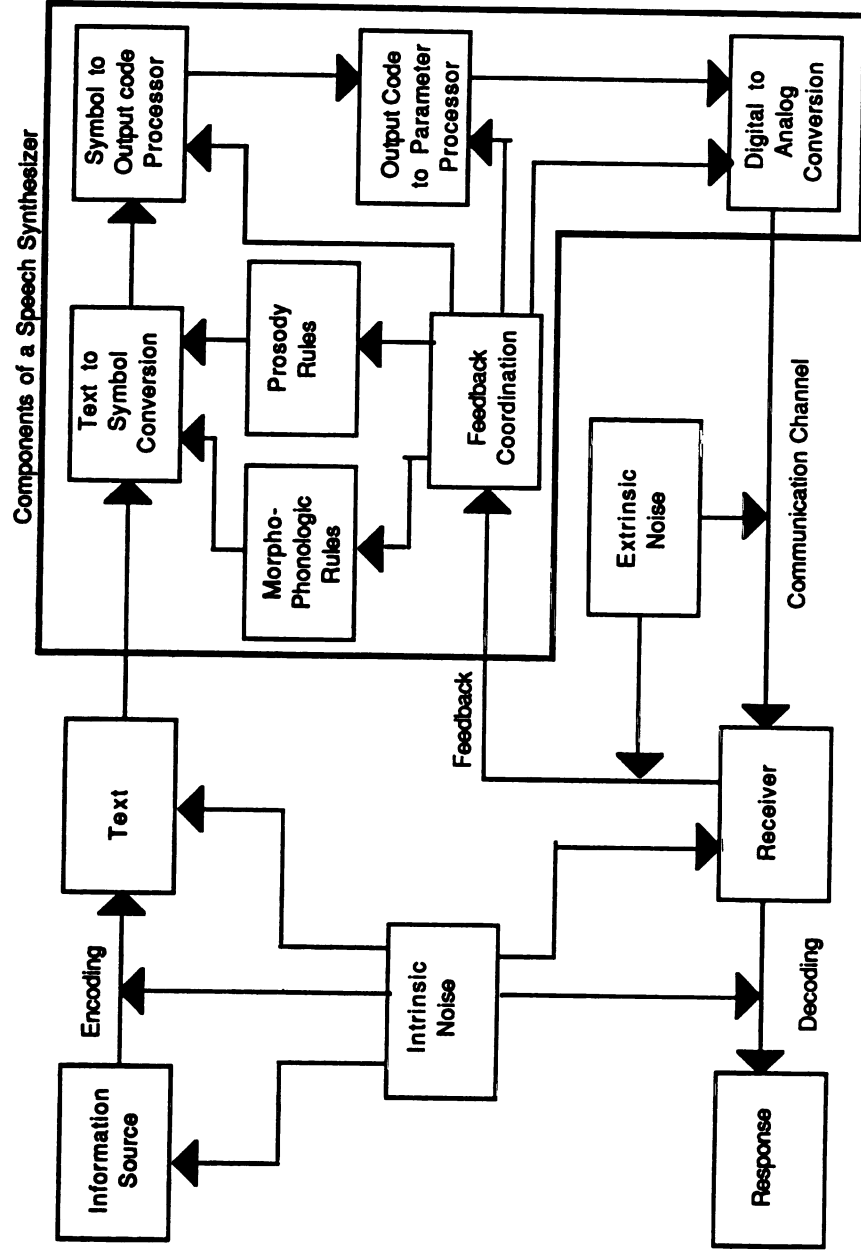 Components of a Speech Synthesizer
Information
Source
Encoding
Text
Text to
Symbol
Conversion
Symbol to
Output code
Processor
Morpho-
Phonologic
Rules
Prosody
Rules
Output Code
to Parameter
Processor
Intrinsic
Noise
Feedback
Feedback
Coordination
Extrinsic
Noise
Digital to
Analog
Conversion
Response
Decoding
Receiver
Communication Channel